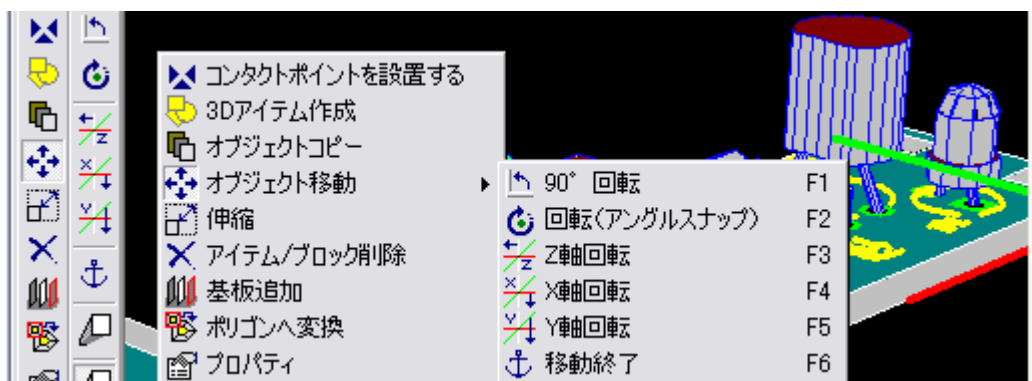 コンタクトポイントを設置する
3Dアイテム作成
オブジェクトコピー
オブジェクト移動
伸縮
アイテム/ブロック削除
基板追加
ポリゴンへ変換
プロパティ
90° 回転 F1
回転(アングルスナップ) F2
Z軸回転 F3
X軸回転 F4
Y軸回転 F5
移動終了 F6